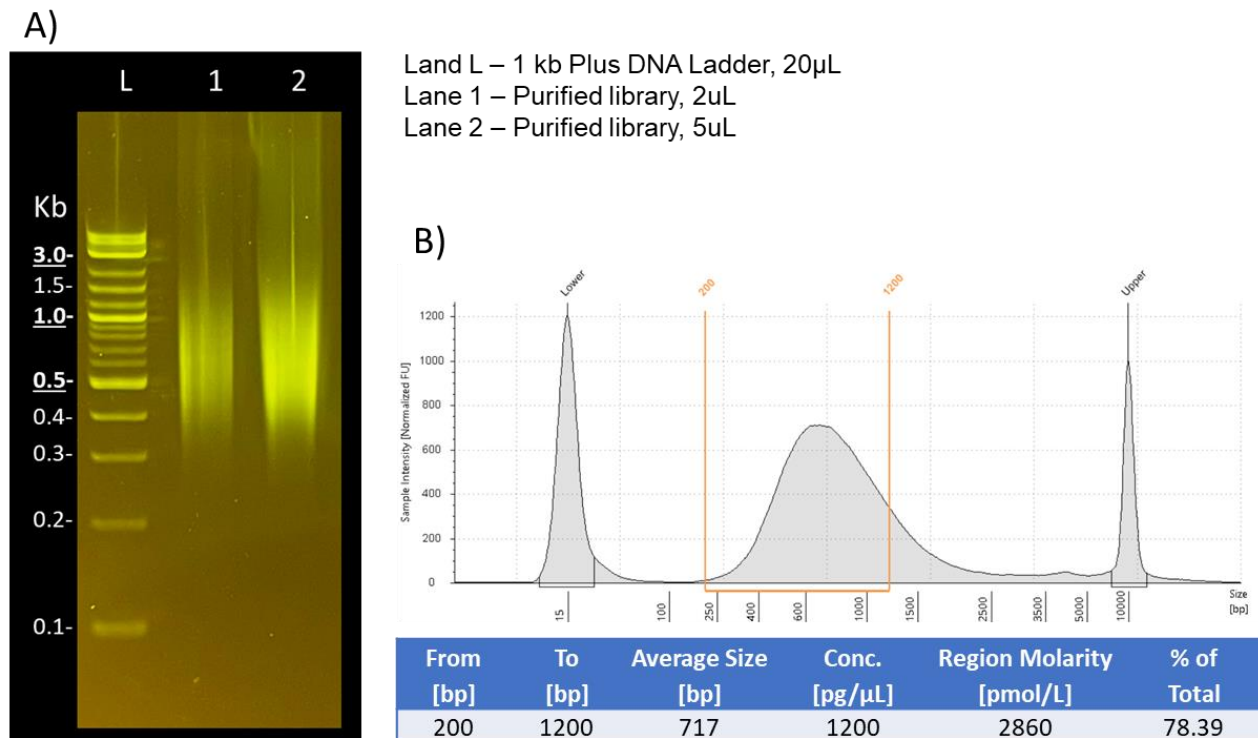 A)
L 1 2
Kb
3.0-
1.5-
1.0-
0.5-
0.4-
0.3-
0.2-
0.1-
Land L – 1 kb Plus DNA Ladder, 20µL
Lane 1 – Purified library, 2uL
Lane 2 – Purified library, 5uL
B)
Lower
200
1200
Upper
Sample Intensity [Normalized FU]
1200
1000
800
600
400
200
0
15 100 250 400 600 1000 1500 2500 3500 5000 10000
Size
[bp]
From To Average Size Conc. Region Molarity % of
[bp] [bp] [bp] [pg/µL] [pmol/L] Total
200 1200 717 1200 2860 78.39